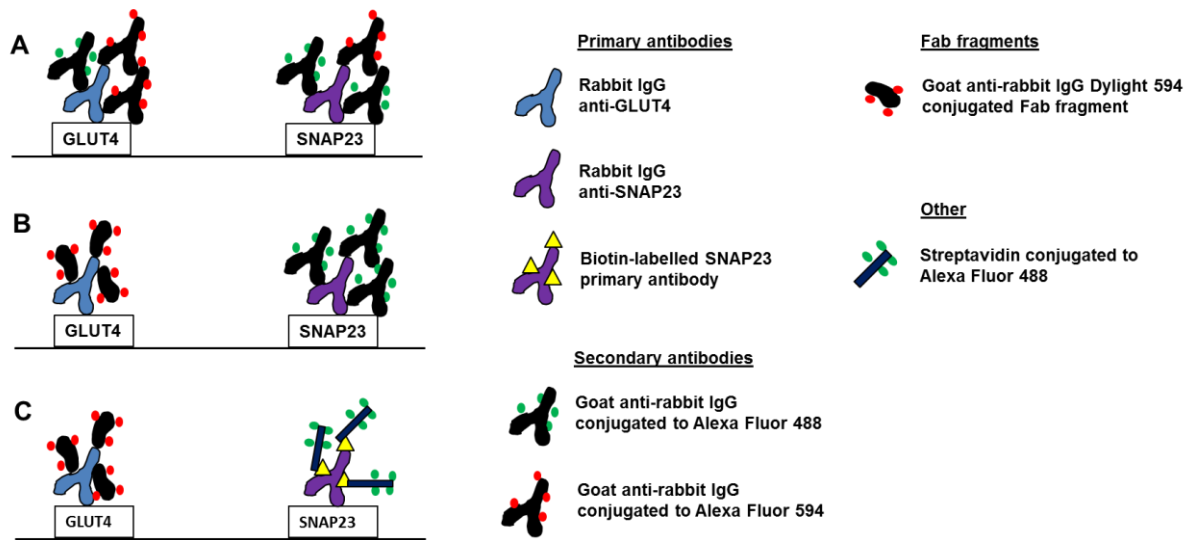 A
GLUT4
SNAP23
B
GLUT4
SNAP23
C
GLUT4
SNAP23
Primary antibodies
Rabbit IgG
anti-GLUT4
Rabbit IgG
anti-SNAP23
Biotin-labelled SNAP23
primary antibody
Secondary antibodies
Goat anti-rabbit IgG
conjugated to Alexa Fluor 488
Goat anti-rabbit IgG
conjugated to Alexa Fluor 594
Fab fragments
Goat anti-rabbit IgG Dylight 594
conjugated Fab fragment
Other
Streptavidin conjugated to
Alexa Fluor 488